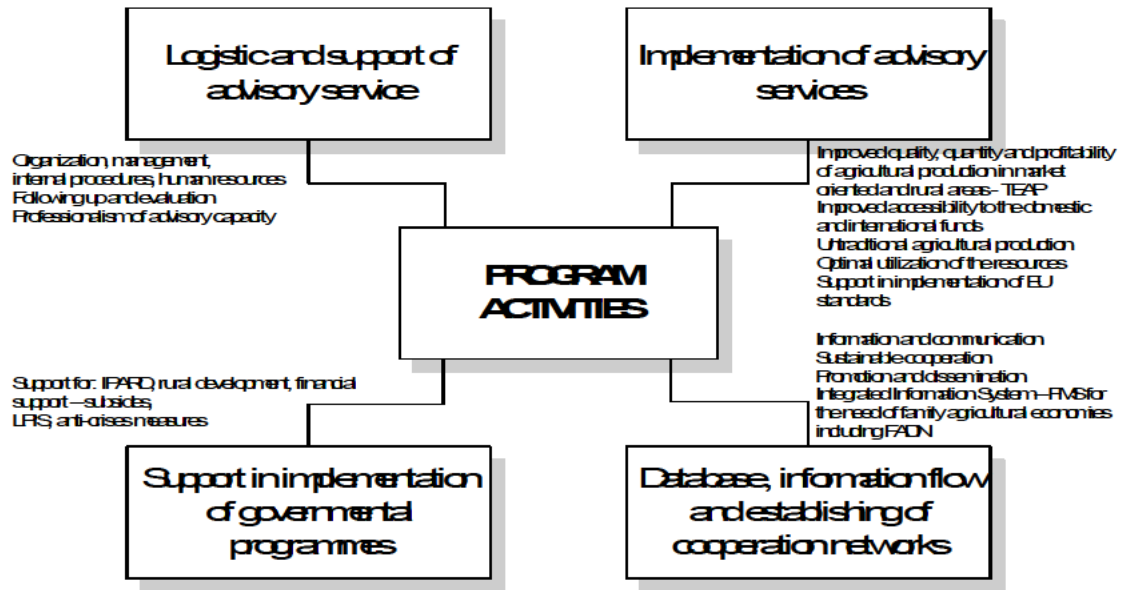 Logistic and support of
advisory service
Implementation of advisory
services
Organization, management,
internal procedures, human resources
Following up and evaluation
Professionalism of advisory capacity
Improved quality, quantity and profitability
of agricultural production in market
oriented and rural areas - TEAP
Improved accessibility to the domestic
and international funds
Untraditional agricultural production
Optimal utilization of the resources
Support in implementation of EU
standards
PROGRAM
ACTIVITIES
Support for: IPARD, rural development, financial
support – subsides,
LPIS, anti-crises measures
Information and communication
Sustainable cooperation
Promotion and dissemination
Integrated Information System – FMS for
the need of family agricultural economies
including FADN
Support in implementation
of governmental
programmes
Database, information flow
and establishing of
cooperation networks